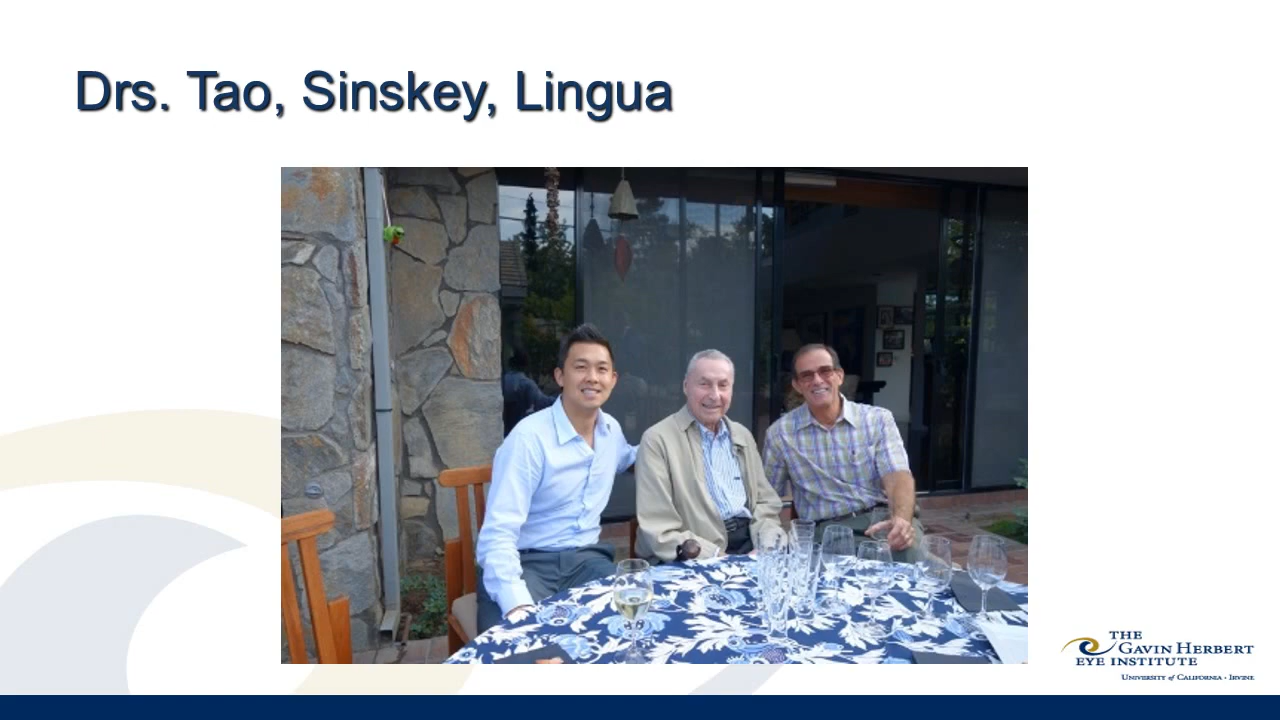 Drs. Tao, Sinskey, Lingua
THE
GAVIN HERBERT
EYE INSTITUTE
UNIVERSITY of CALIFORNIA • IRVINE